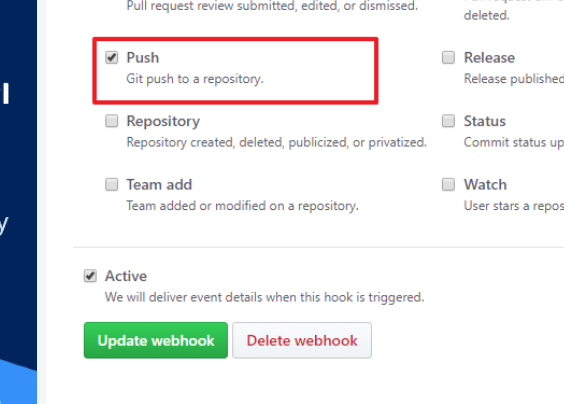 Pull request review submitted, edited, or dismissed.
deleted.
Push
Git push to a repository.
Release
Release published
Repository
Repository created, deleted, publicized, or privatized.
Status
Commit status up
Team add
Team added or modified on a repository.
Watch
User stars a repos
Active
We will deliver event details when this hook is triggered.
Update webhook
Delete webhook